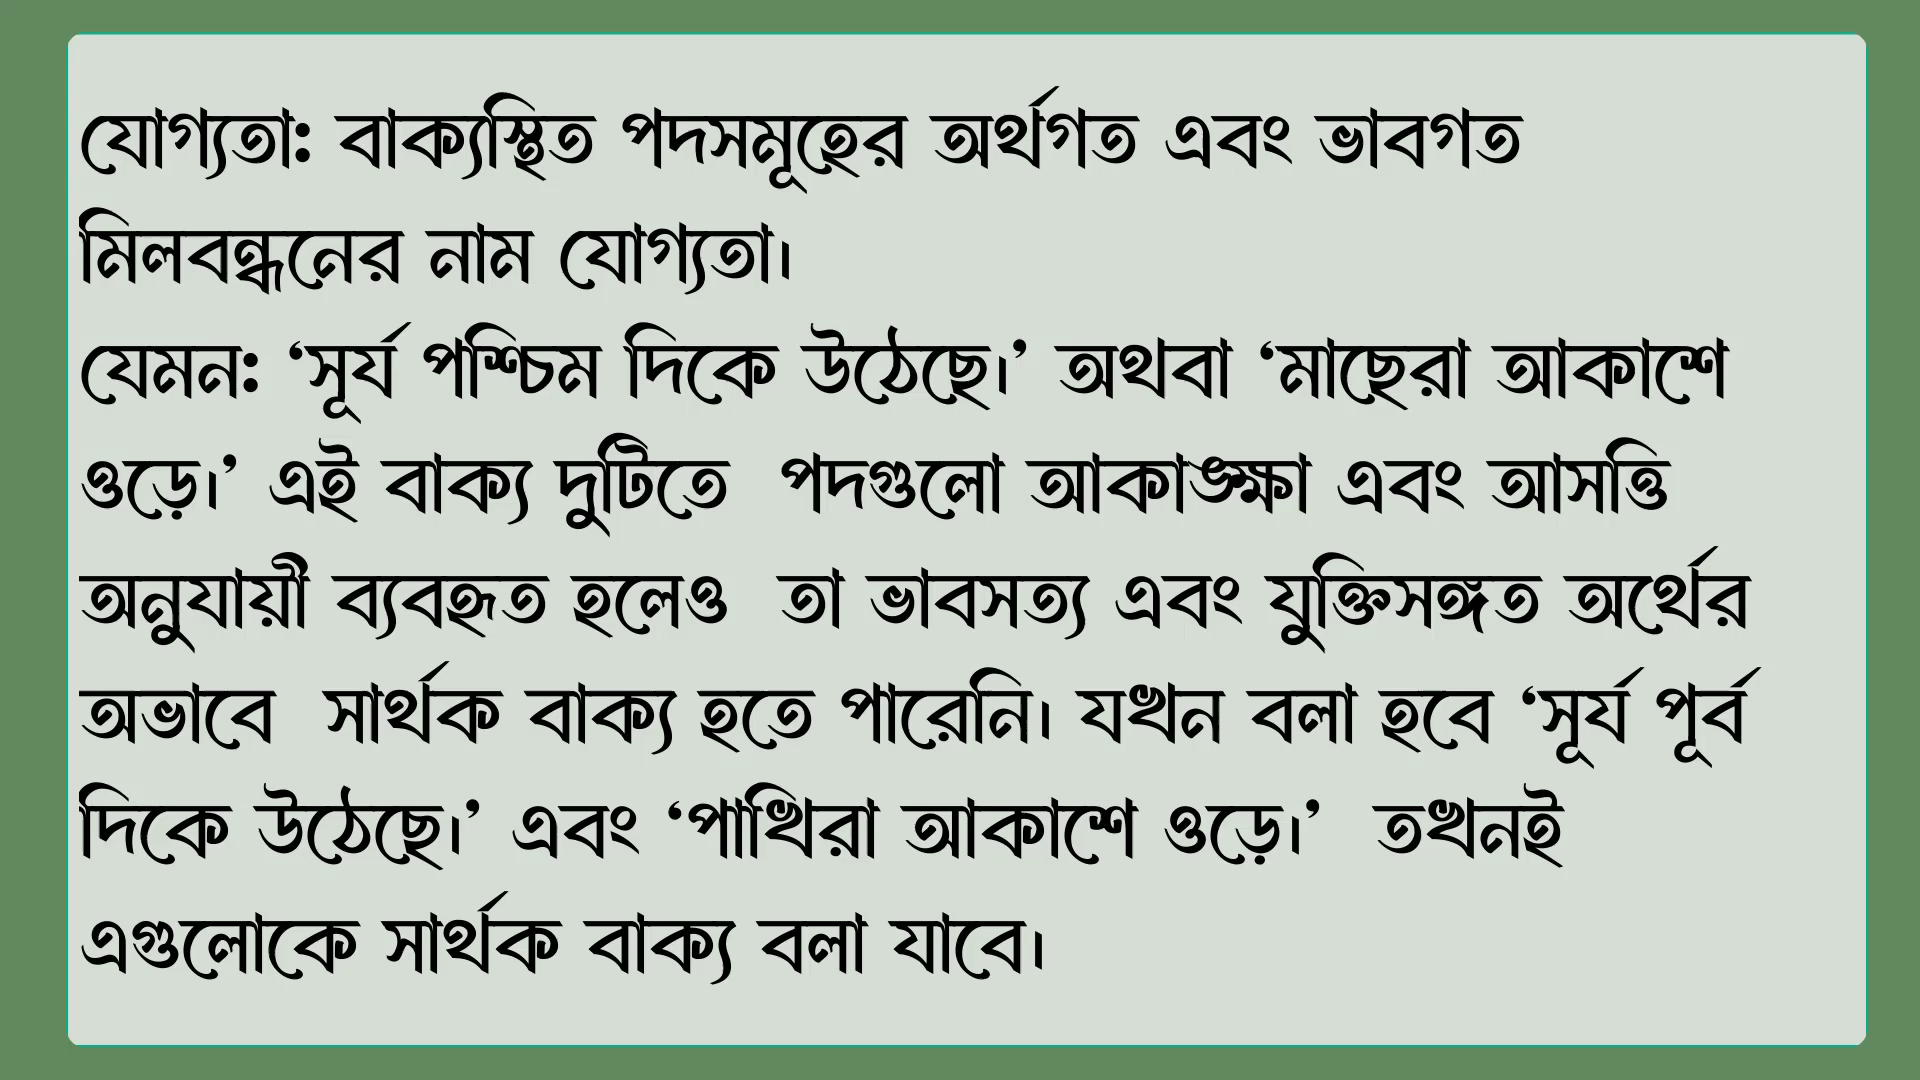 যোগ্যতা: বাক্যস্থিত পদসমূহের অর্থগত এবং ভাবগত
মিলবন্ধনের নাম যোগ্যতা।
যেমন: ‘সূর্য পশ্চিম দিকে উঠেছে।’ অথবা ‘মাছেরা আকাশে
ওড়ে।’ এই বাক্য দুটিতে পদগুলো আকাঙ্ক্ষা এবং আসত্তি
অনুযায়ী ব্যবহৃত হলেও তা ভাবসত্য এবং যুক্তিসঙ্গত অর্থের
অভাবে সার্থক বাক্য হতে পারেনি। যখন বলা হবে ‘সূর্য পূর্ব
দিকে উঠেছে।’ এবং ‘পাখিরা আকাশে ওড়ে।’ তখনই
এগুলোকে সার্থক বাক্য বলা যাবে।